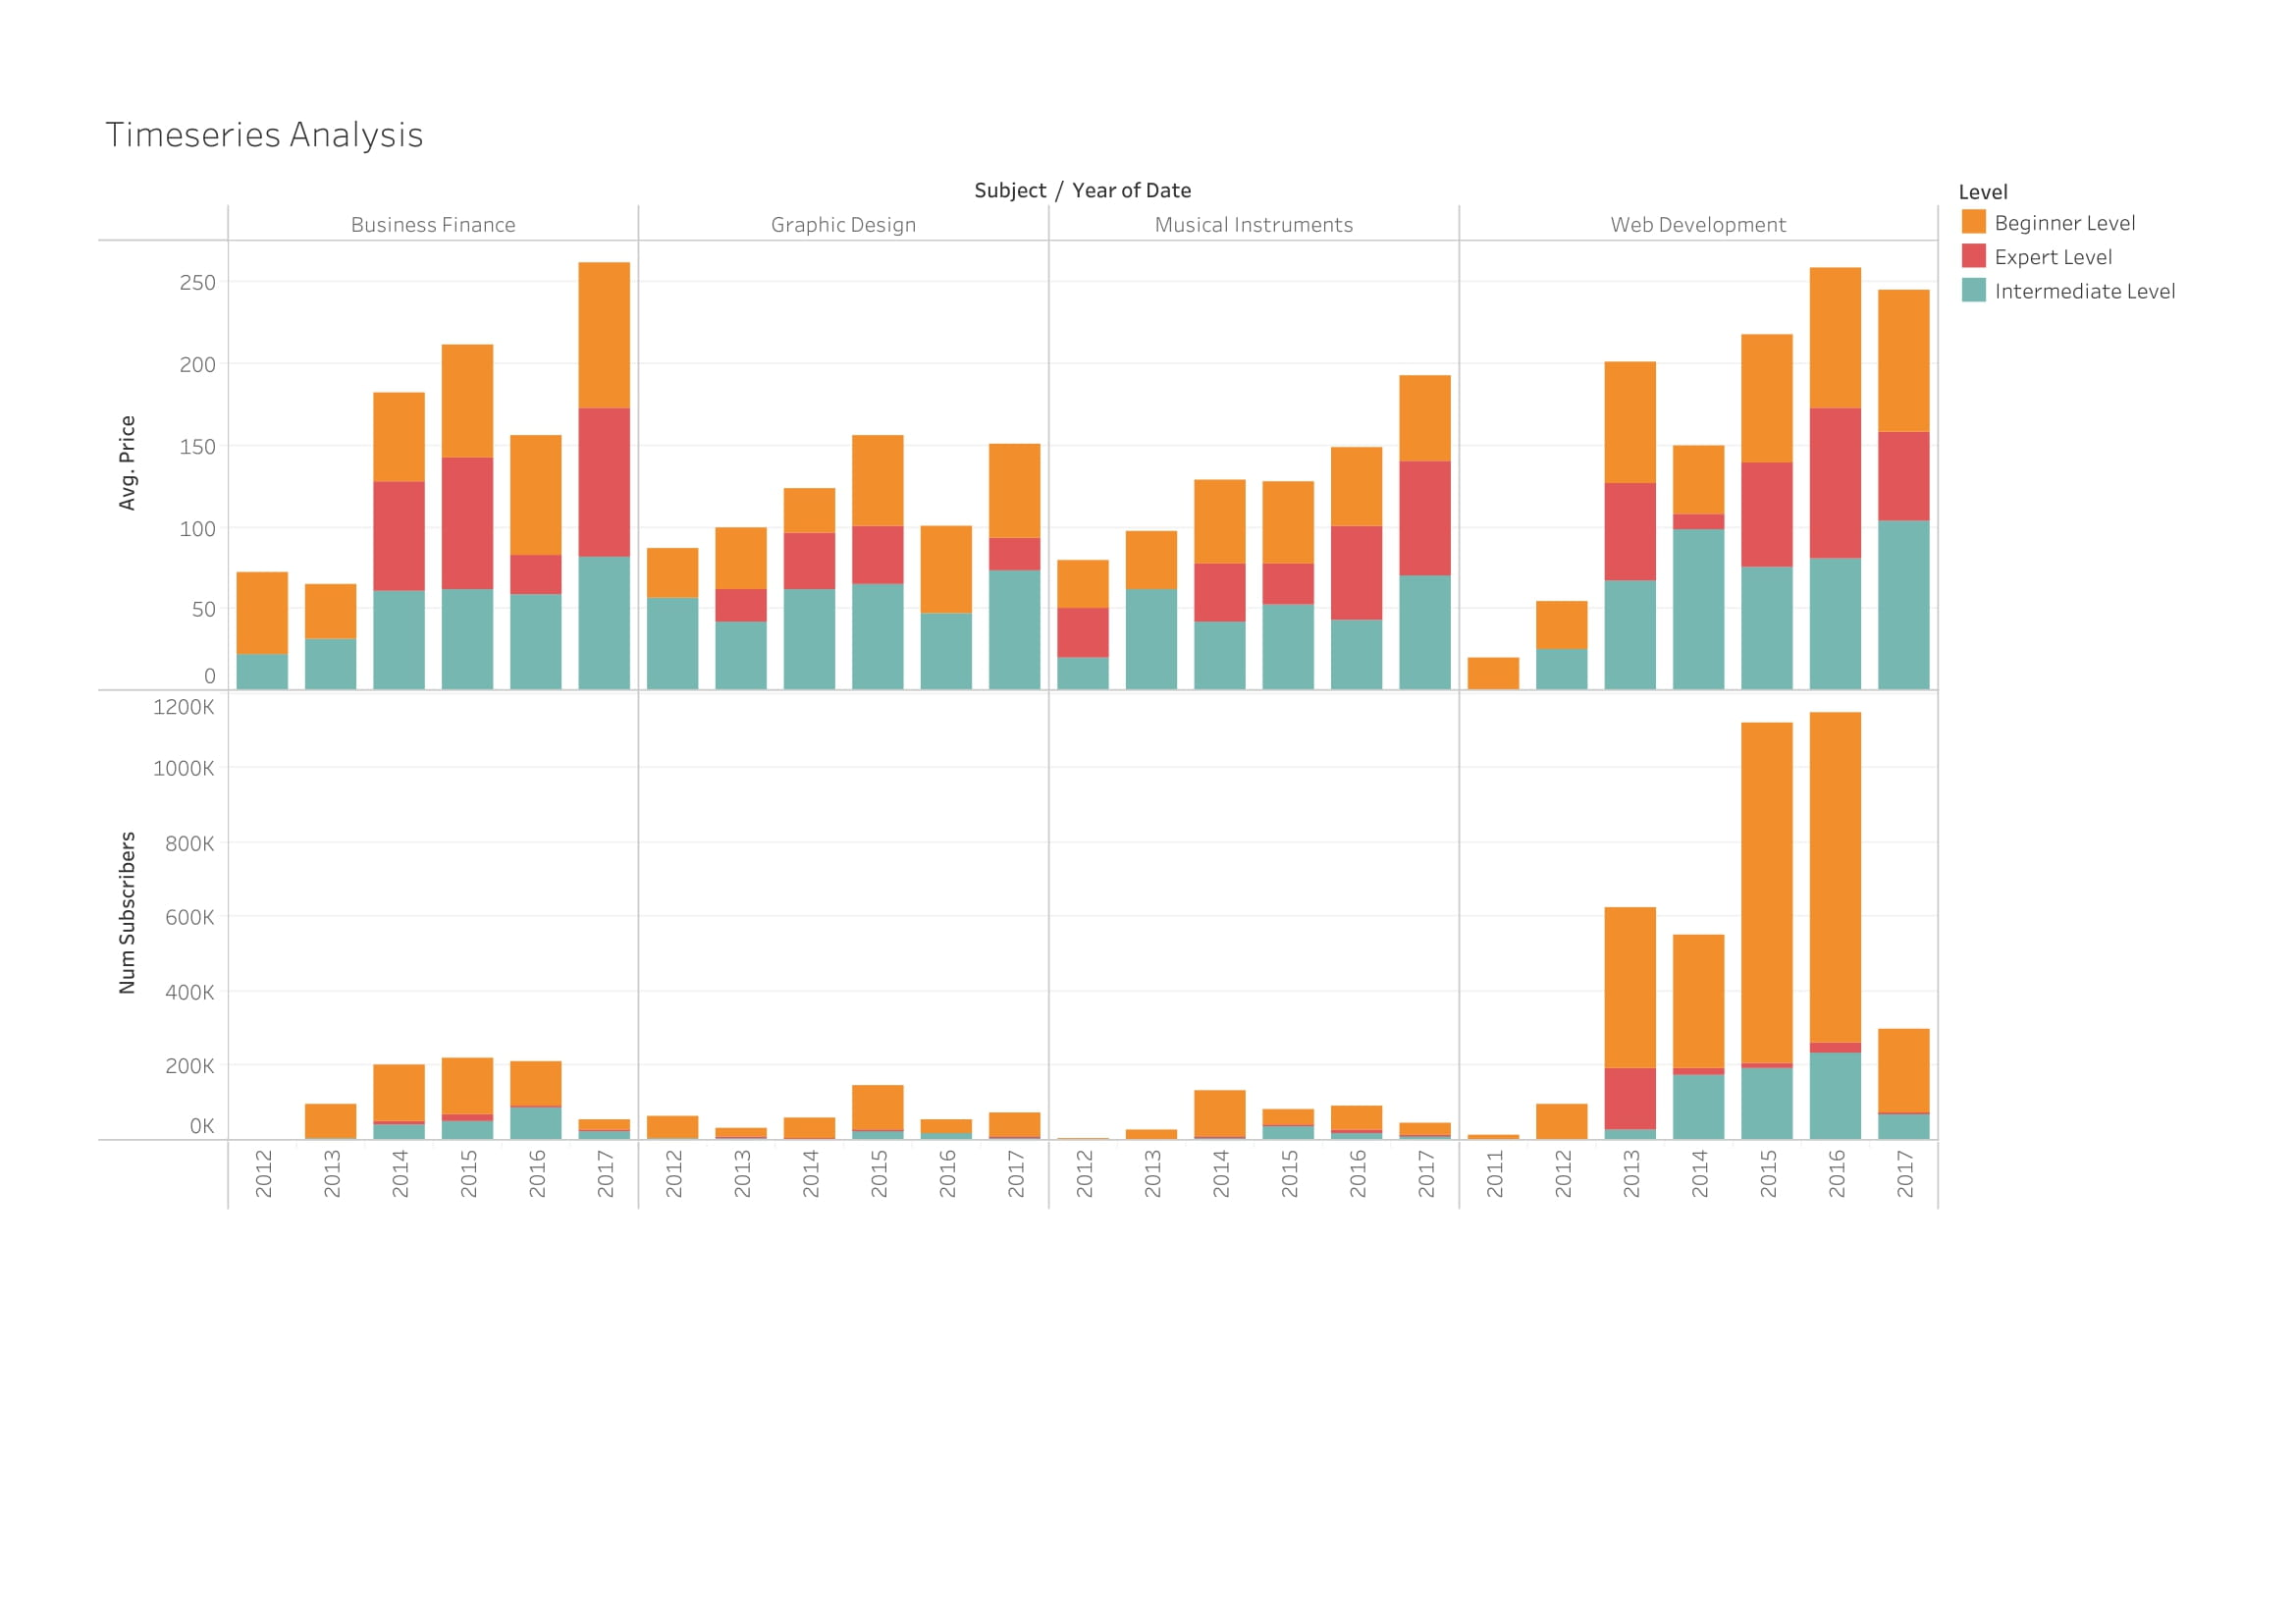 Timeseries Analysis
Subject / Year of Date
Business Finance Graphic Design Musical Instruments Web Development
Level
Beginner Level
Expert Level
Intermediate Level
Avg. Price
250
200
150
100
50
0
Num Subscribers
1200K
1000K
800K
600K
400K
200K
0K
2012 2013 2014 2015 2016 2017 2012 2013 2014 2015 2016 2017 2012 2013 2014 2015 2016 2017 2011 2012 2013 2014 2015 2016 2017